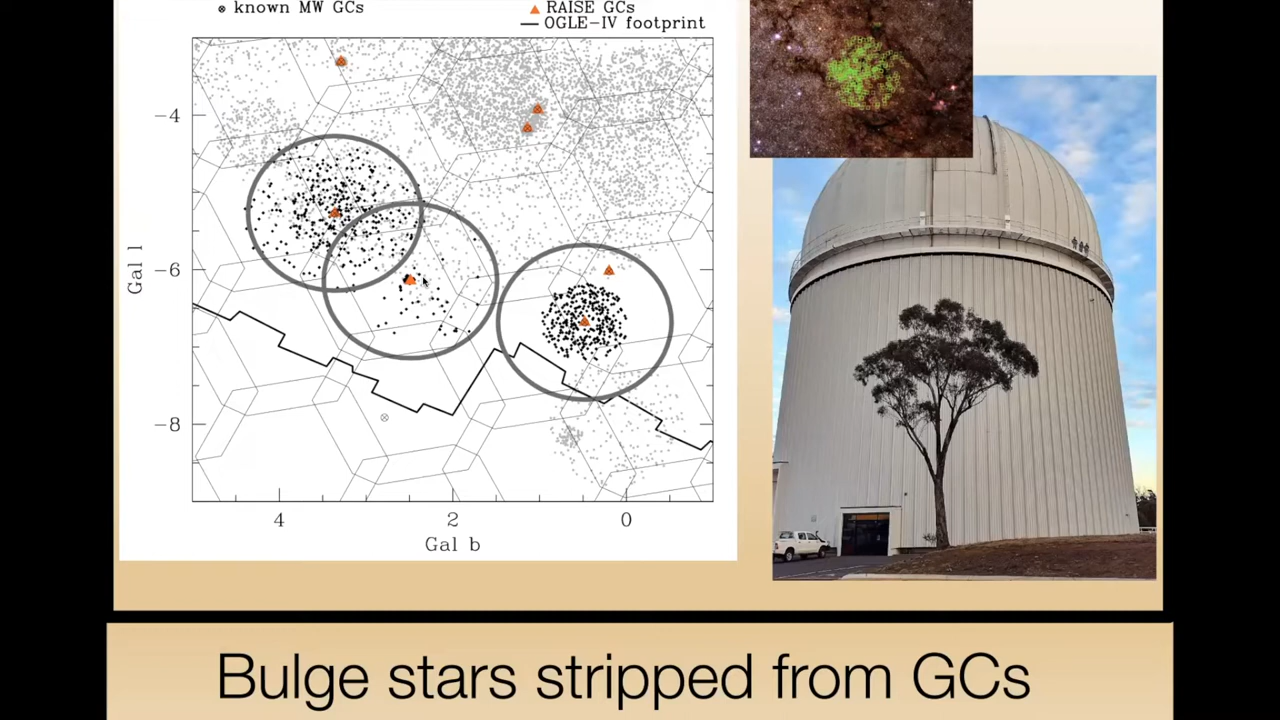 known MW GCs
RAISE GCs
OGLE-IV footprint
-4
-6
-8
Gal l
4
2
0
Gal b
Bulge stars stripped from GCs